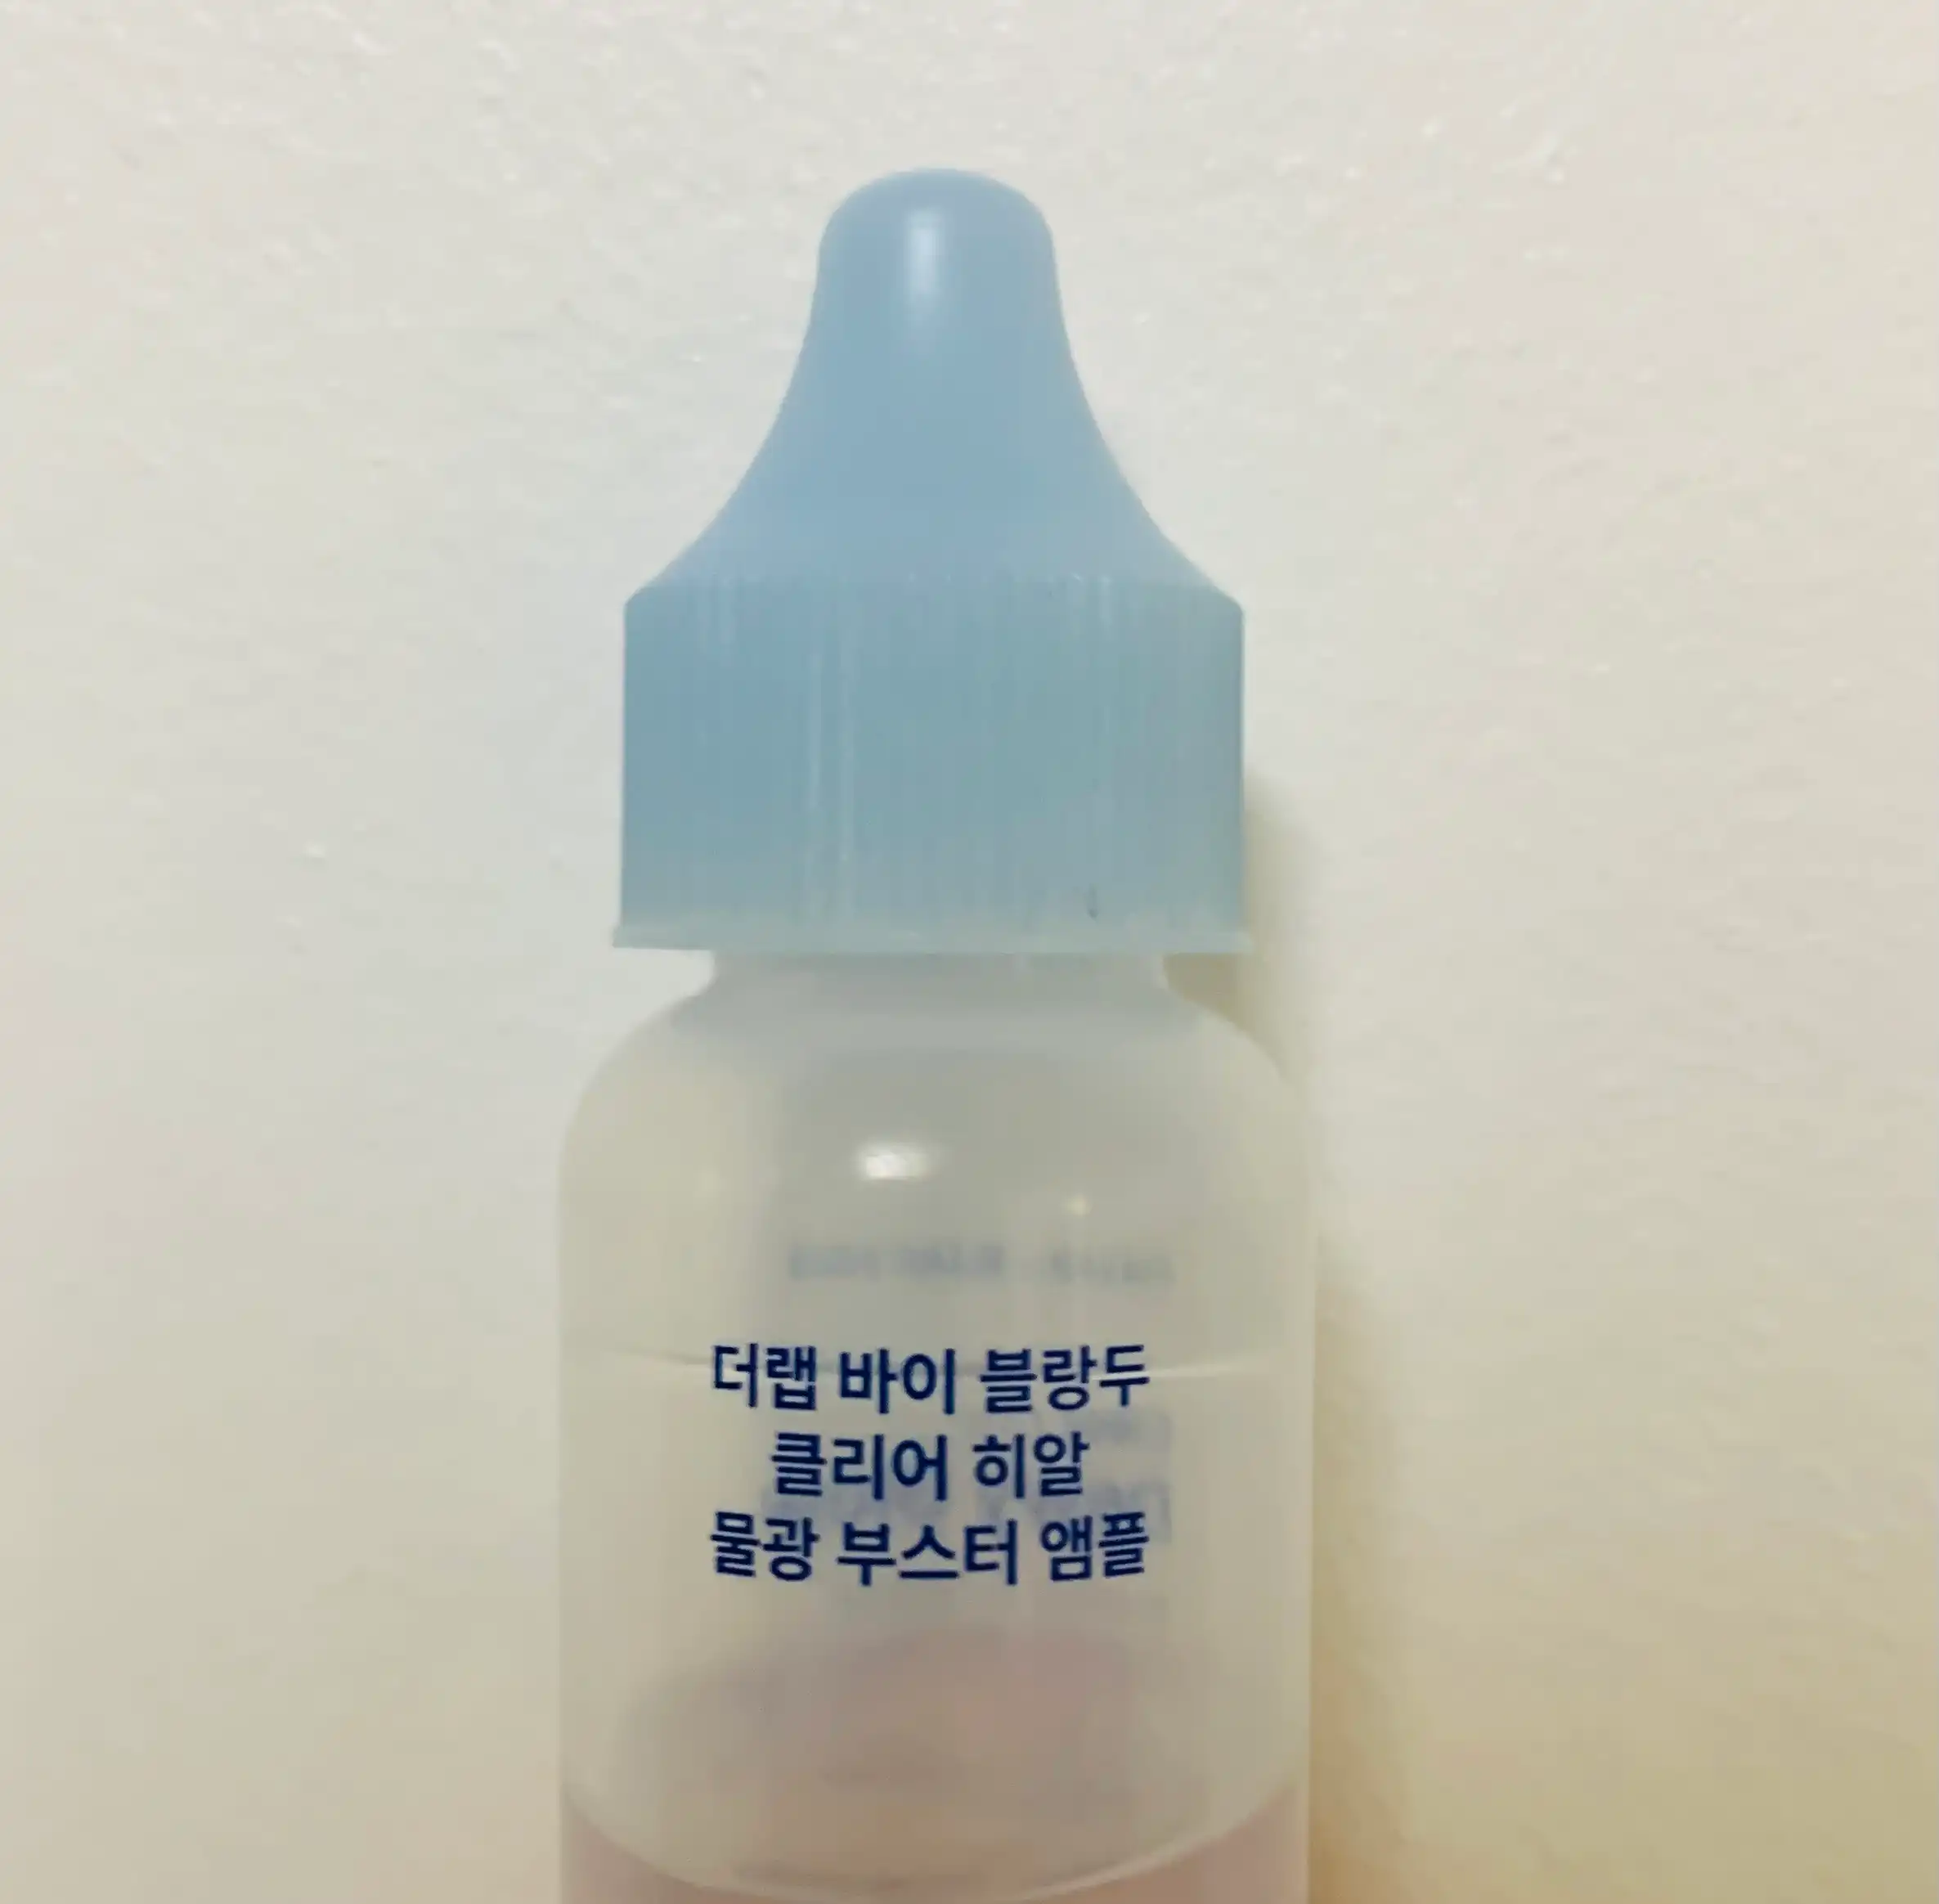 더랩 바이 블랑두
클리어 히알
물광 부스터 앰플